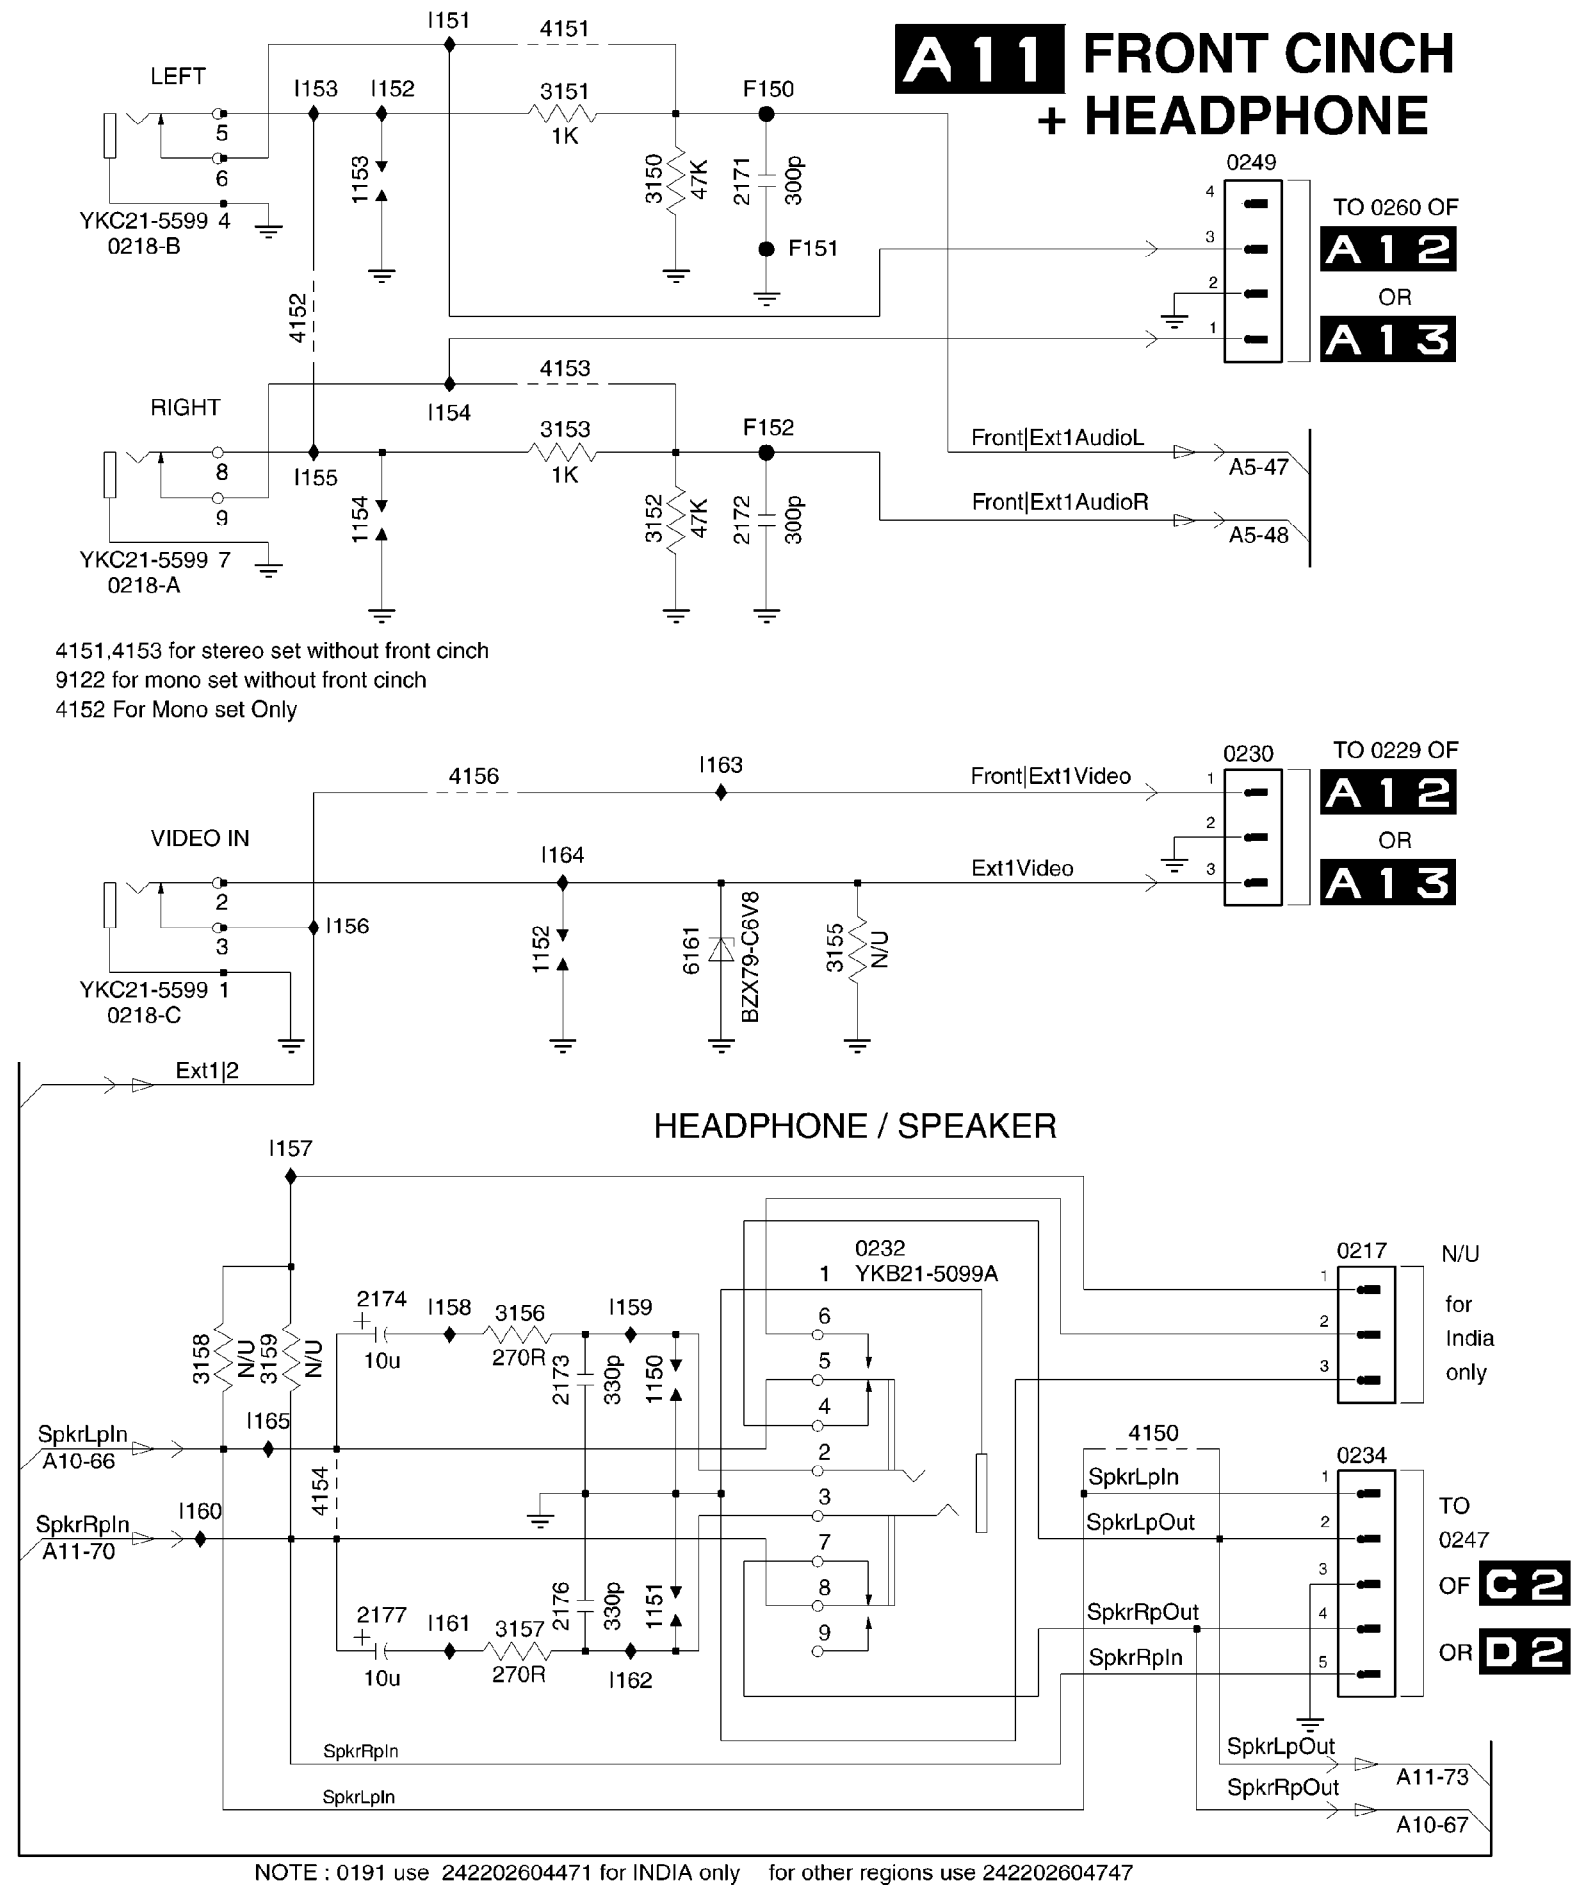 A11 FRONT CINCH
+ HEADPHONE
I151
4151
LEFT
I153
I152
3151
1K
F150
5
6
YKC21-5599 4
0218-B
1153
3150
47K
2171
300p
F151
0249
4
3
2
1
TO 0260 OF
A12
OR
A13
4152
4153
I154
RIGHT
3153
1K
F152
8
9
I155
YKC21-5599 7
0218-A
1154
3152
47K
2172
300p
Front|Ext1AudioL
A5-47
Front|Ext1AudioR
A5-48
4151,4153 for stereo set without front cinch
9122 for mono set without front cinch
4152 For Mono set Only
4156
I163
Front|Ext1Video
0230
1
2
3
TO 0229 OF
A12
OR
A13
VIDEO IN
I164
Ext1Video
2
3
I156
YKC21-5599 1
0218-C
1152
6161
BZX79-C6V8
3155
N/U
Ext1|2
HEADPHONE / SPEAKER
I157
0232
YKB21-5099A
1
6
5
4
2
3
7
8
9
0217
1
2
3
N/U
for
India
only
2174
+
10u
I158
3156
270R
I159
3158
N/U
3159
N/U
2173
330p
1150
SpkrLpIn
A10-66
I165
4154
SpkrRpIn
A11-70
I160
2177
+
10u
I161
3157
270R
I162
2176
330p
1151
4150
SpkrLpIn
SpkrLpOut
SpkrRpOut
SpkrRpIn
0234
1
2
3
4
5
TO
0247
OF C2
OR D2
SpkrRpIn
SpkrLpIn
SpkrLpOut
A11-73
SpkrRpOut
A10-67
NOTE : 0191 use 242202604471 for INDIA only for other regions use 242202604747